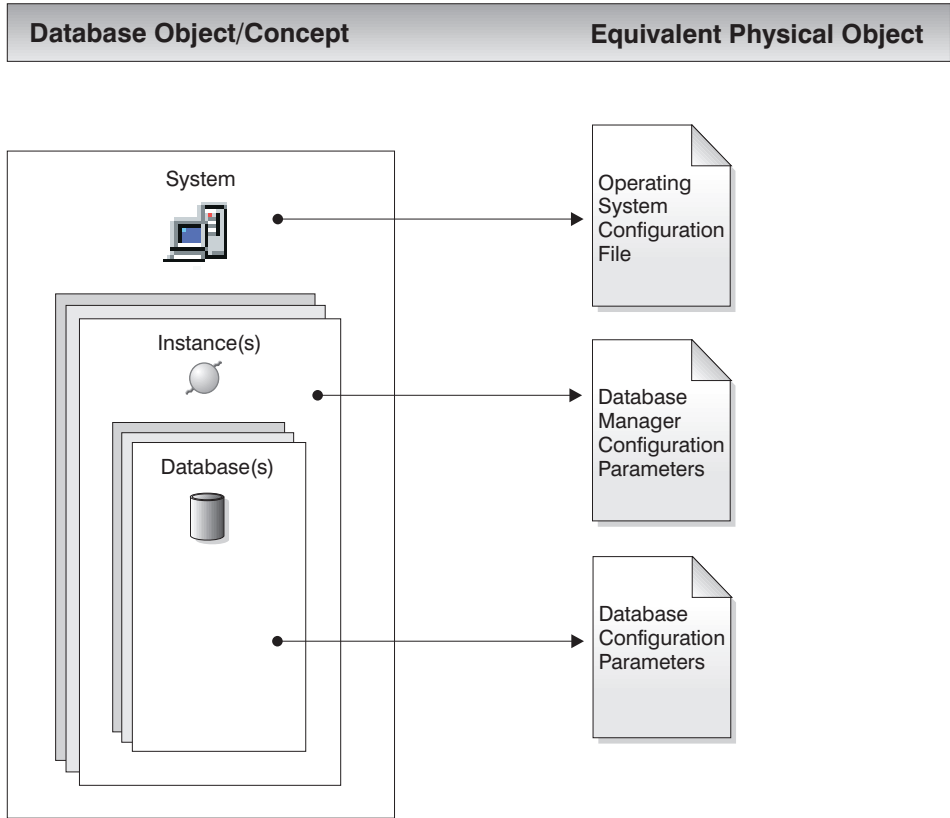 Database Object/Concept
Equivalent Physical Object
System
Operating
System
Configuration
File
Instance(s)
Database
Manager
Configuration
Parameters
Database(s)
Database
Configuration
Parameters